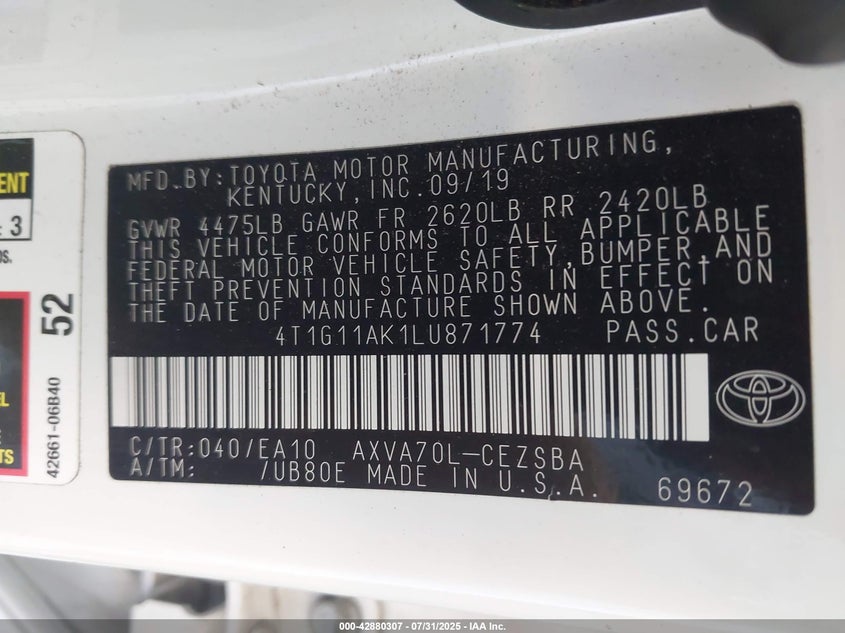 MFD. BY: TOYOTA MOTOR MANUFACTURING,
KENTUCKY, INC. 09/19
GVWR 4475LB GAWR FR 2620LB RR 2420LB
THIS VEHICLE CONFORMS TO ALL APPLICABLE
FEDERAL MOTOR VEHICLE SAFETY, BUMPER, AND
THEFT PREVENTION STANDARDS IN EFFECT ON
THE DATE OF MANUFACTURE SHOWN ABOVE.
4T1G11AK1LU871774 PASS.CAR
C/TR: 040/EA10 AXVA70L-CEZSBA
A/TM: /UB80E MADE IN U.S.A. 69672
3
52
42661-06B40
000-42880307 - 07/31/2025 - IAA Inc.